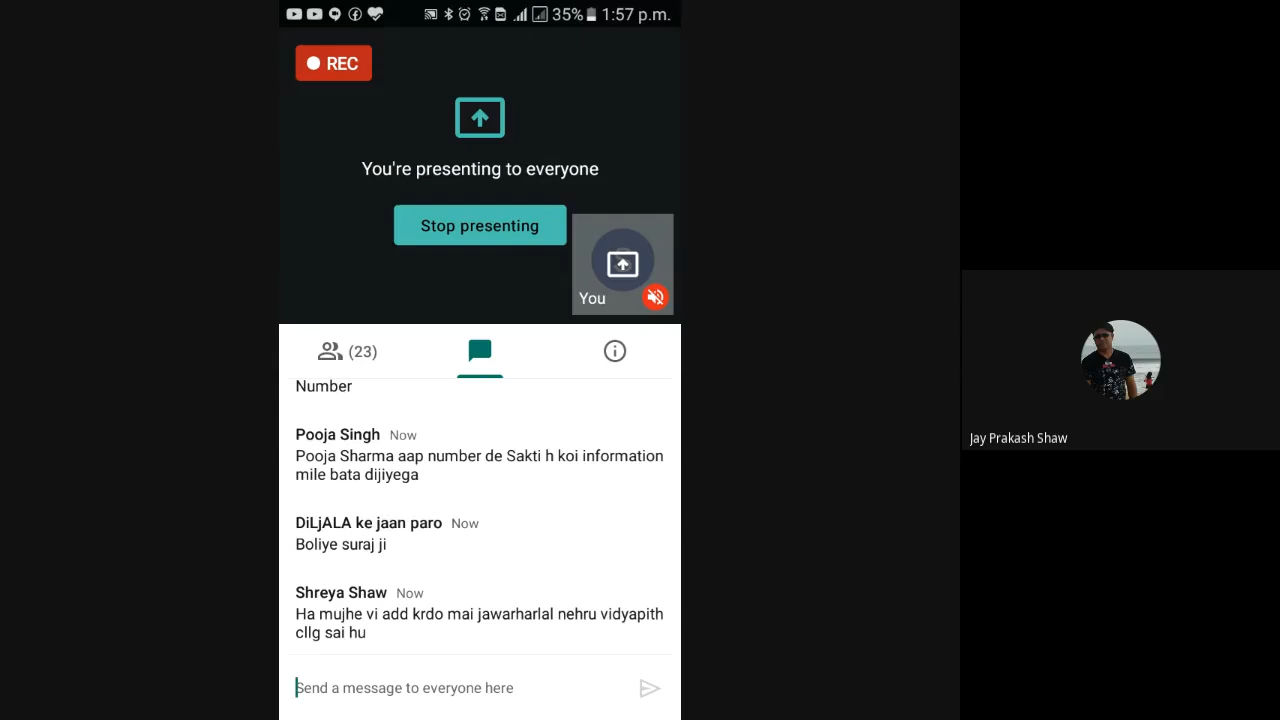 35% 1:57 p.m.
REC
You're presenting to everyone
Stop presenting
You
(23)
Number
Pooja Singh Now
Pooja Sharma aap number de Sakti h koi information
mile bata dijiyega
DiLjALA ke jaan paro Now
Boliye suraj ji
Shreya Shaw Now
Ha mujhe vi add krdo mai jawarharlal nehru vidyapith
cllg sai hu
Send a message to everyone here
Jay Prakash Shaw